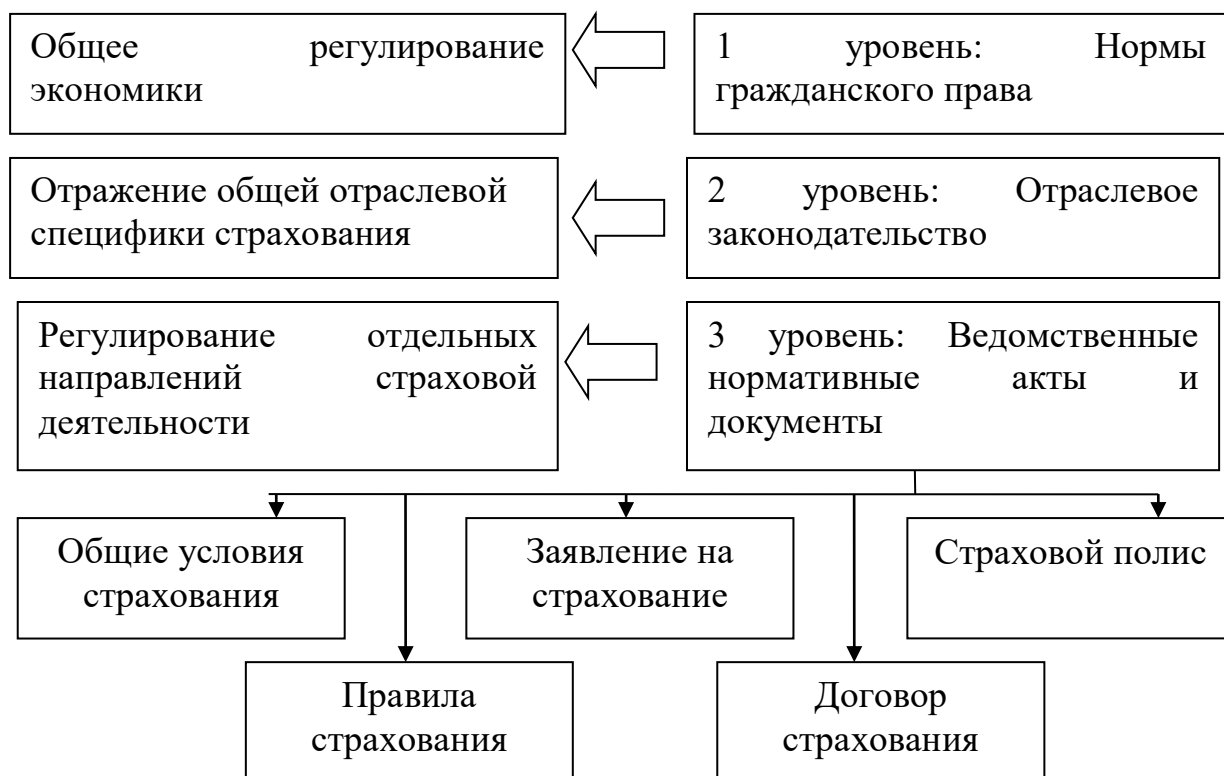 Общее регулирование
экономики
1 уровень: Нормы
гражданского права
Отражение общей отраслевой
специфики страхования
2 уровень: Отраслевое
законодательство
Регулирование отдельных
направлений страховой
деятельности
3 уровень: Ведомственные
нормативные акты и
документы
Общие условия
страхования
Заявление на
страхование
Страховой полис
Правила
страхования
Договор
страхования